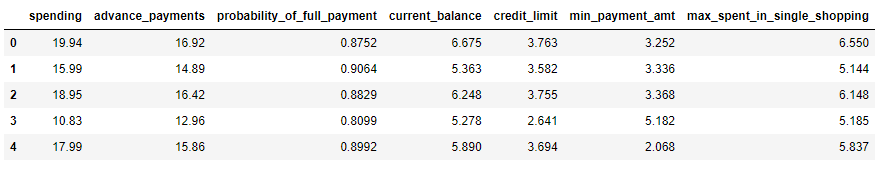 spending advance_payments probability_of_full_payment current_balance credit_limit min_payment_amt max_spent_in_single_shopping
0 19.94 16.92 0.8752 6.675 3.763 3.252 6.550
1 15.99 14.89 0.9064 5.363 3.582 3.336 5.144
2 18.95 16.42 0.8829 6.248 3.755 3.368 6.148
3 10.83 12.96 0.8099 5.278 2.641 5.182 5.185
4 17.99 15.86 0.8992 5.890 3.694 2.068 5.837